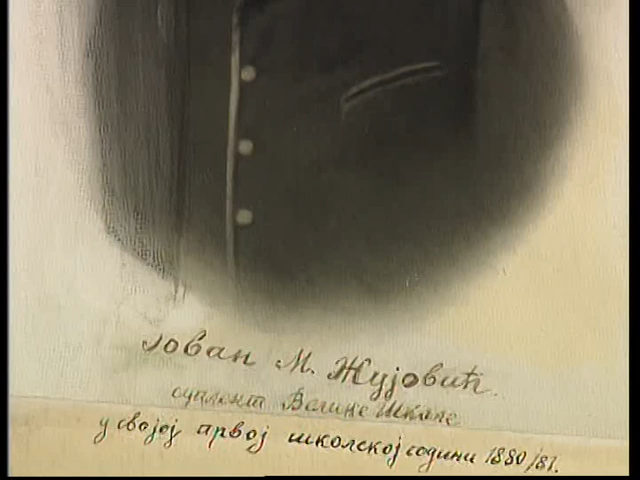 Јован М. Жујовић.
суплент Велике Школе
у својој првој школској години 1880/81.